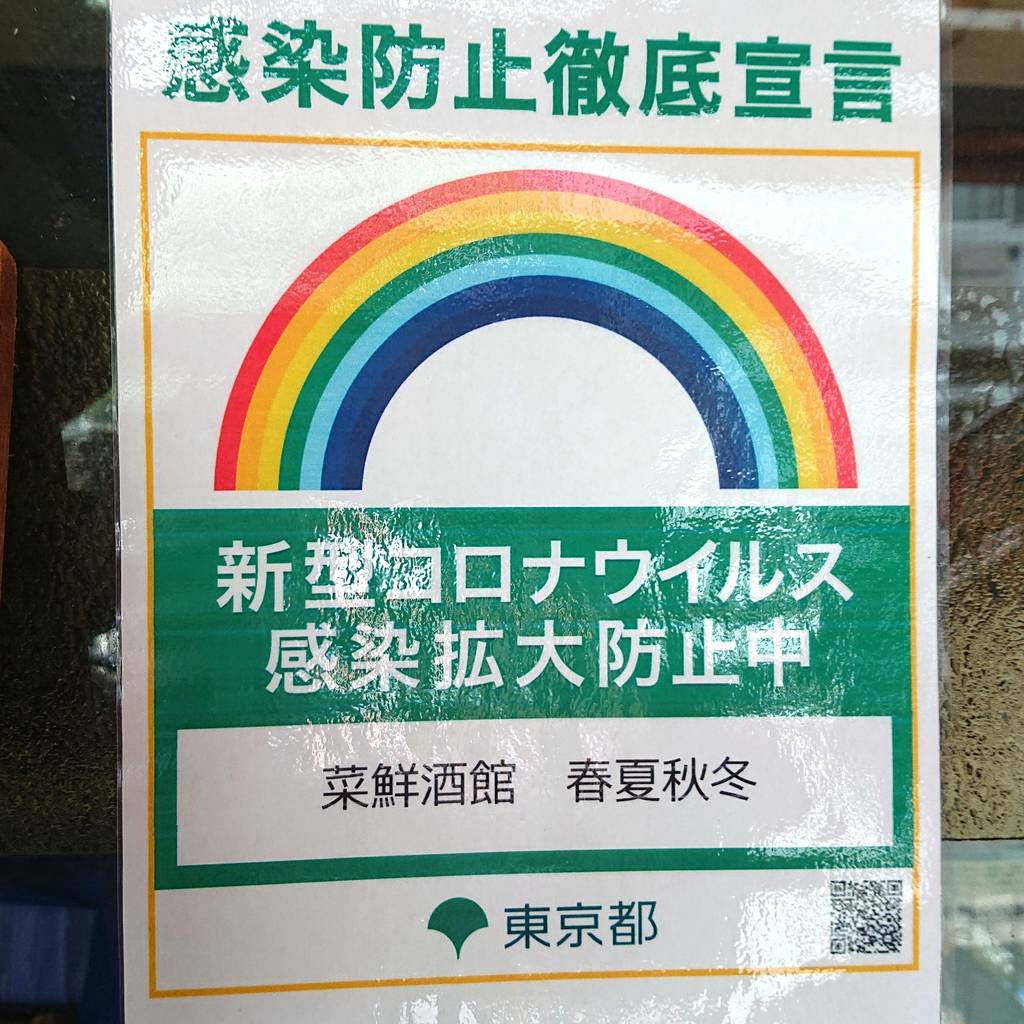 感染防止徹底宣言
新型コロナウイルス
感染拡大防止中
菜鮮酒館　春夏秋冬
東京都